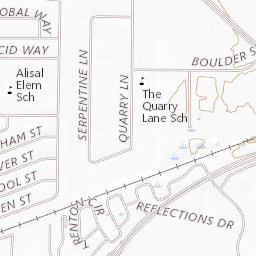 OBAL WAY
CID WAY
Alisal
Elem
Sch
SERPENTINE LN
QUARRY LN
BOULDER S
The
Quarry
Lane Sch
HAM ST
VER ST
OOL ST
EN ST
TRENTON CIR
REFLECTIONS DR